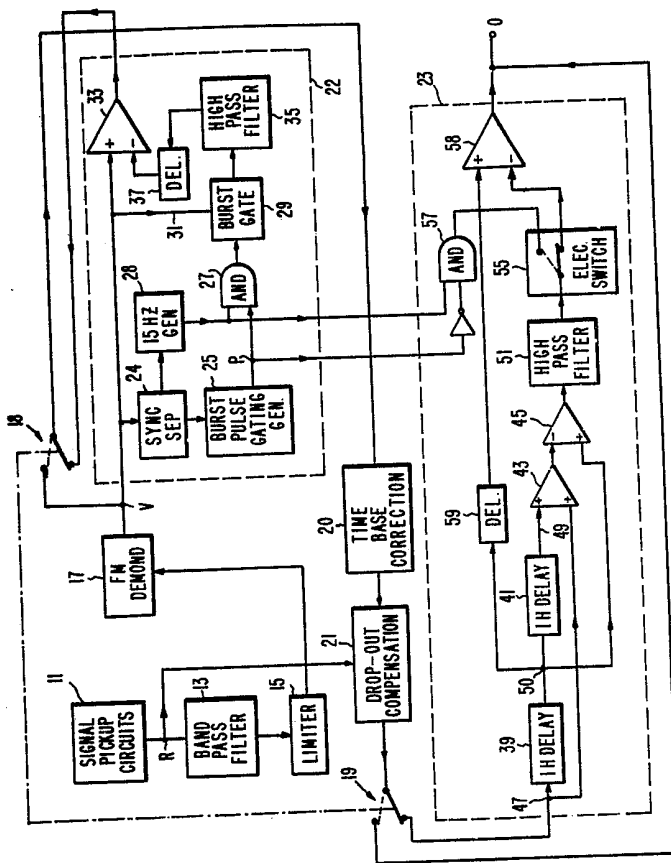 11
SIGNAL
PICKUP
CIRCUITS
R
13
BAND
PASS
FILTER
15
LIMITER
17
FM
DEMOND
V
18
24
SYNC
SEP
28
15 HZ
GEN
25
BURST
PULSE
GATING
GEN.
P
27
AND
31
BURST
GATE
29
33
+
-
37
DEL.
HIGH
PASS
FILTER
35
22
20
TIME
BASE
CORRECTION
21
DROP-OUT
COMPENSATION
19
23
39
1H DELAY
47
50
41
1H DELAY
49
59
DEL.
43
+
+
45
-
+
51
HIGH
PASS
FILTER
55
ELEC.
SWITCH
57
AND
58
+
-
O